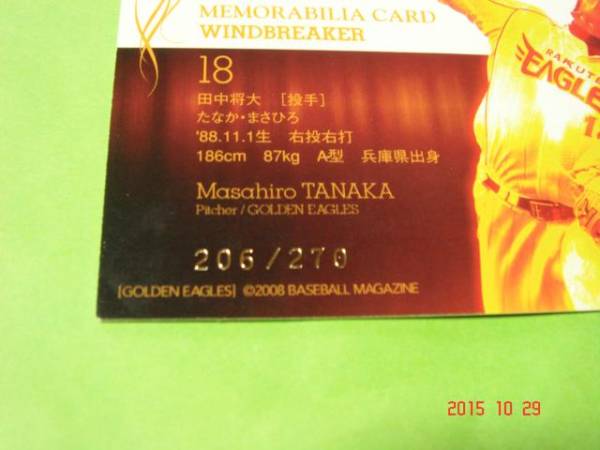 MEMORABILIA CARD
WINDBREAKER
18
田中将大 [投手]
たなか・まさひろ
'88.11.1生 右投右打
186cm 87kg A型 兵庫県出身
Masahiro TANAKA
Pitcher / GOLDEN EAGLES
206/270
[GOLDEN EAGLES] ©2008 BASEBALL MAGAZINE
RAKUTE
EAGLES
1
2015 10 29